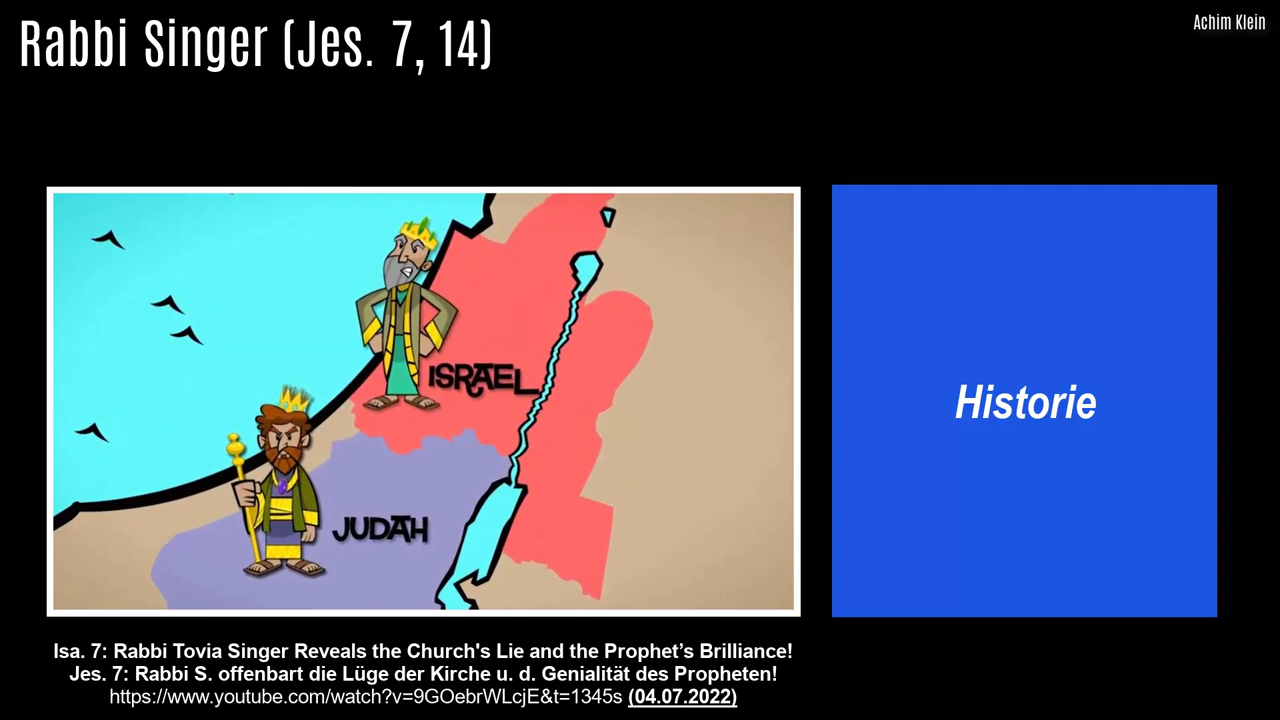 Rabbi Singer (Jes. 7, 14)
Achim Klein
ISRAEL
JUDAH
Historie
Isa. 7: Rabbi Tovia Singer Reveals the Church's Lie and the Prophet’s Brilliance!
Jes. 7: Rabbi S. offenbart die Lüge der Kirche u. d. Genialität des Propheten!
https://www.youtube.com/watch?v=9GOebrWLcjE&t=1345s (04.07.2022)